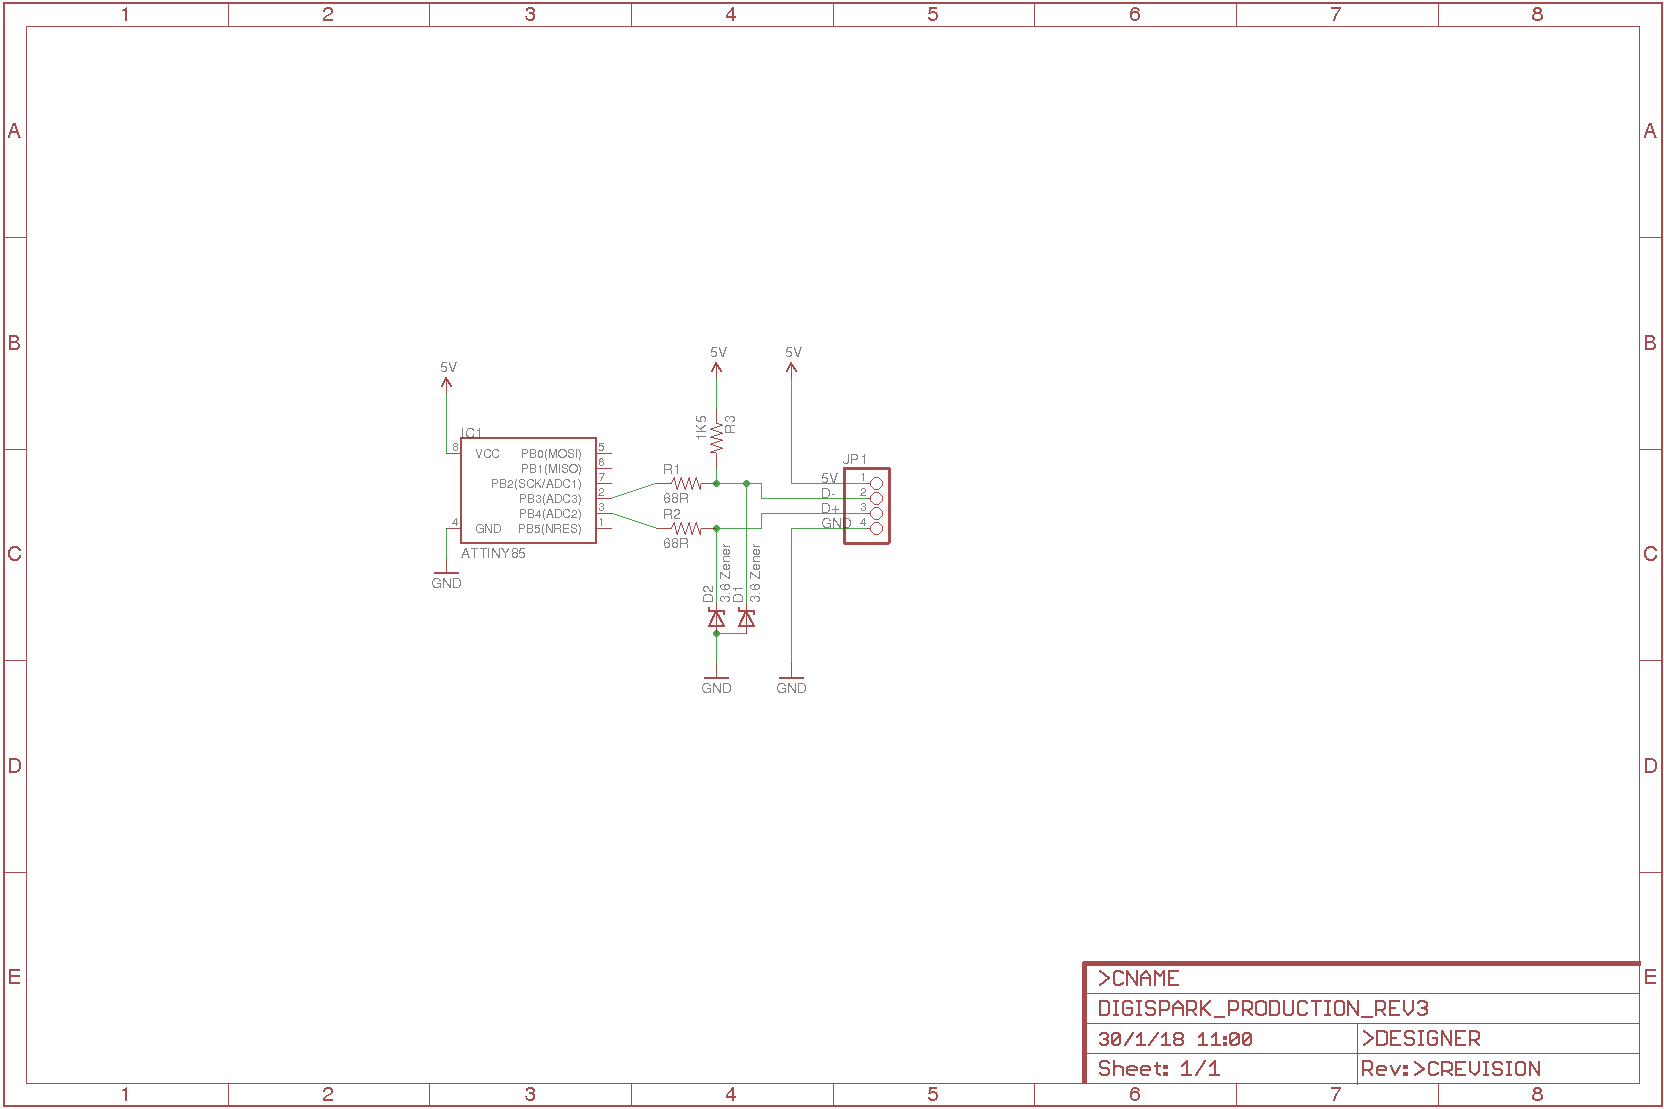 1 2 3 4 5 6 7 8
A A
B B
5V 5V
5V
1K5 R3
IC1
8 VCC PB0(MOSI) 5
PB1(MISO) 6
PB2(SCK/ADC1) 7
PB3(ADC3) 2
PB4(ADC2) 3
4 GND PB5(NRES) 1
ATTINY85
GND
R1
68R
R2
68R
JP1
5V 1
D- 2
D+ 3
GND 4
C C
D2 3.6 Zener
D1 3.6 Zener
GND GND
D D
E E
>CNAME
DIGISPARK_PRODUCTION_REV3
30/1/18 11:00 >DESIGNER
Sheet: 1/1 Rev:>CREVISION
1 2 3 4 5 6 7 8